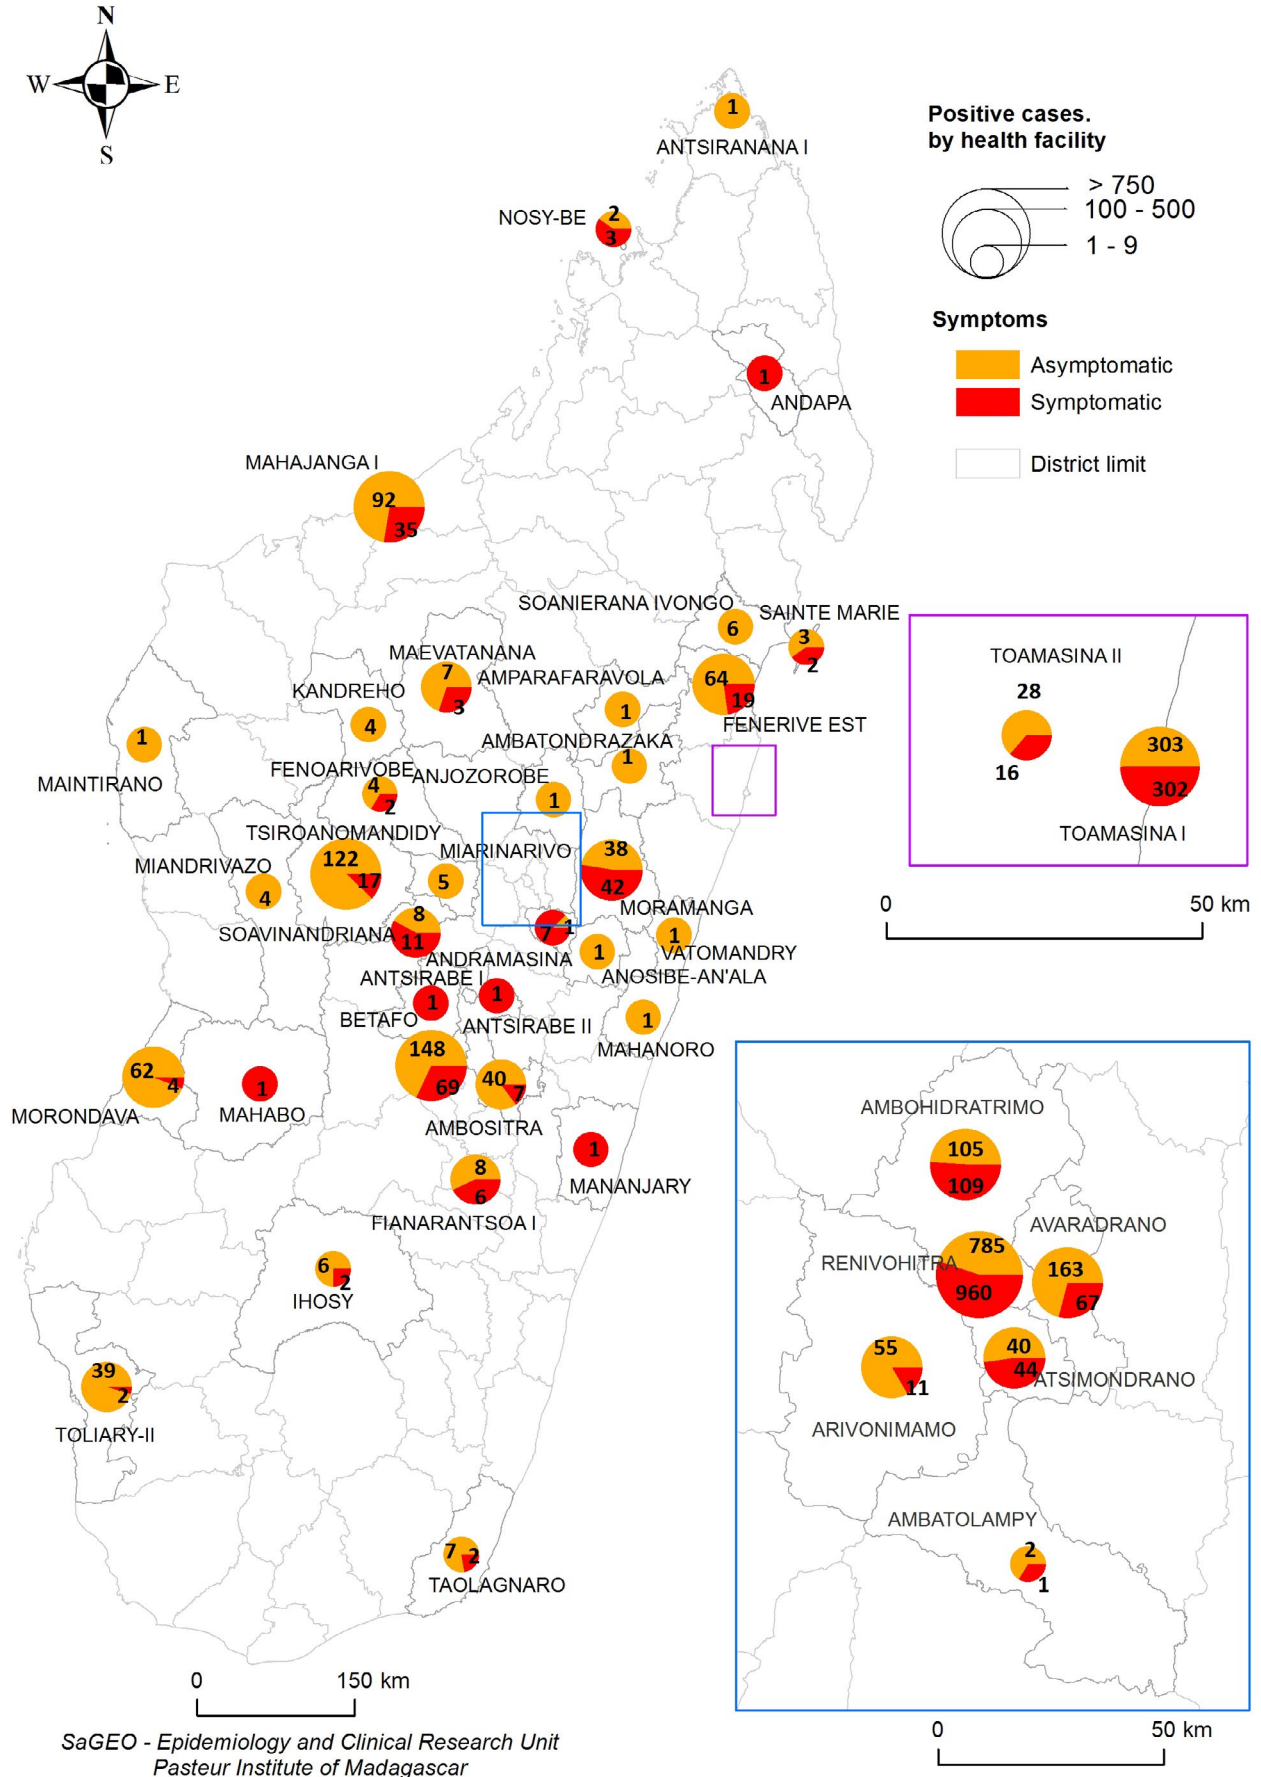 N
W
E
S
Positive cases.
by health facility
> 750
100 - 500
1 - 9
Symptoms
Asymptomatic
Symptomatic
District limit
1
ANTSIRANANA I
NOSY-BE
2
3
1
ANDAPA
MAHAJANGA I
92
35
SOANIERANA IVONGO
6
SAINTE MARIE
3
2
MAEVATANANA
7
3
AMPARAFARAVOLA
1
64
19
FENERIVE EST
KANDREHO
4
AMBATONDRAZAKA
1
1
MAINTIRANO
FENOARIVOBE
4
2
ANJOZOROBE
1
TSIROANOMANDIDY
122
17
MIARINARIVO
5
38
42
MORAMANGA
MIANDRIVAZO
4
SOAVINANDRIANA
8
11
7
1
ANDRAMASINA
1
VATOMANDRY
1
ANOSIBE-AN'ALA
ANTSIRABE I
1
BETAFO
1
ANTSIRABE II
1
MAHANORO
62
4
MORONDAVA
1
MAHABO
148
69
40
7
AMBOSITRA
1
MANANJARY
8
6
FIANARANTSOA I
6
2
IHOSY
39
2
TOLIARY-II
7
2
TAOLAGNARO
TOAMASINA II
28
16
303
302
TOAMASINA I
0
50 km
AMBOHIDRATRIMO
105
109
AVARADRANO
RENIVOHITRA
785
960
163
67
55
11
40
44
ATSIMONDRANO
ARIVONIMAMO
AMBATOLAMPY
2
1
0
50 km
0
150 km
SaGEO - Epidemiology and Clinical Research Unit
Pasteur Institute of Madagascar